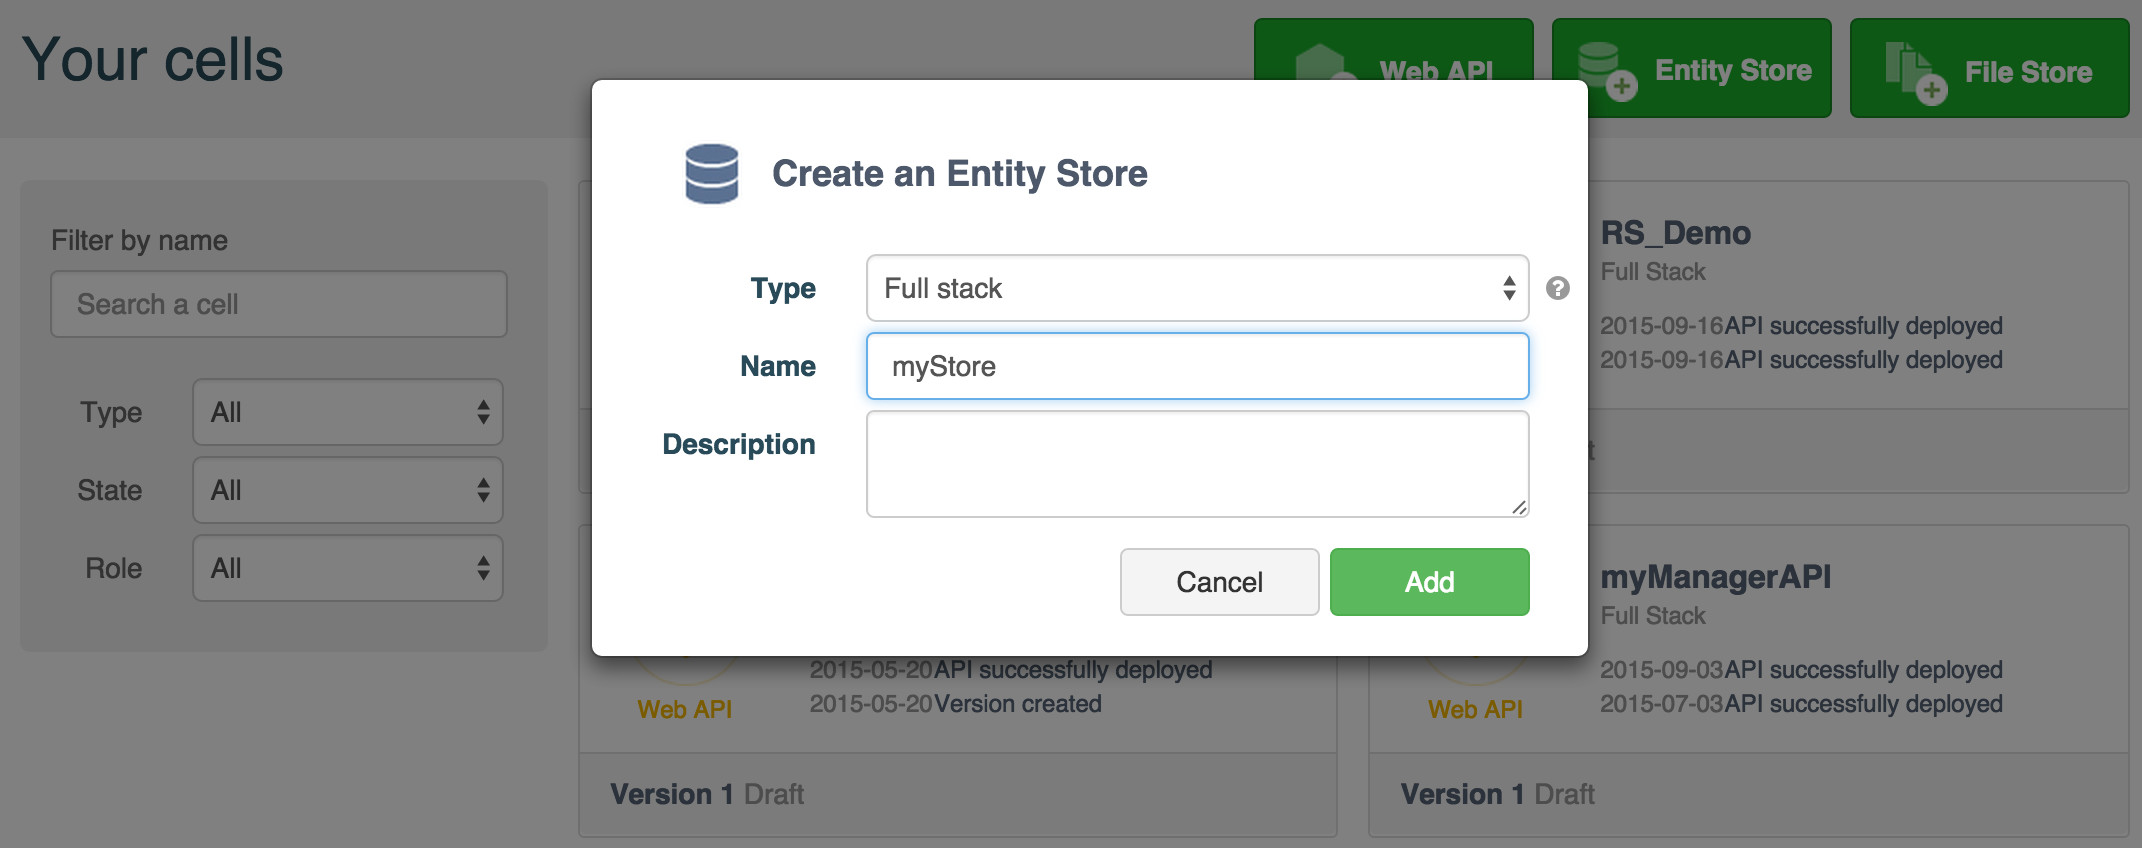 Your cells
Web API
Entity Store
File Store
Create an Entity Store
Type Full stack
Name myStore
Description
Cancel Add
Filter by name
Search a cell
Type All
State All
Role All
RS_Demo
Full Stack
2015-09-16API successfully deployed
2015-09-16API successfully deployed
Web API
2015-05-20API successfully deployed
2015-05-20Version created
Version 1 Draft
myManagerAPI
Full Stack
Web API
2015-09-03API successfully deployed
2015-07-03API successfully deployed
Version 1 Draft